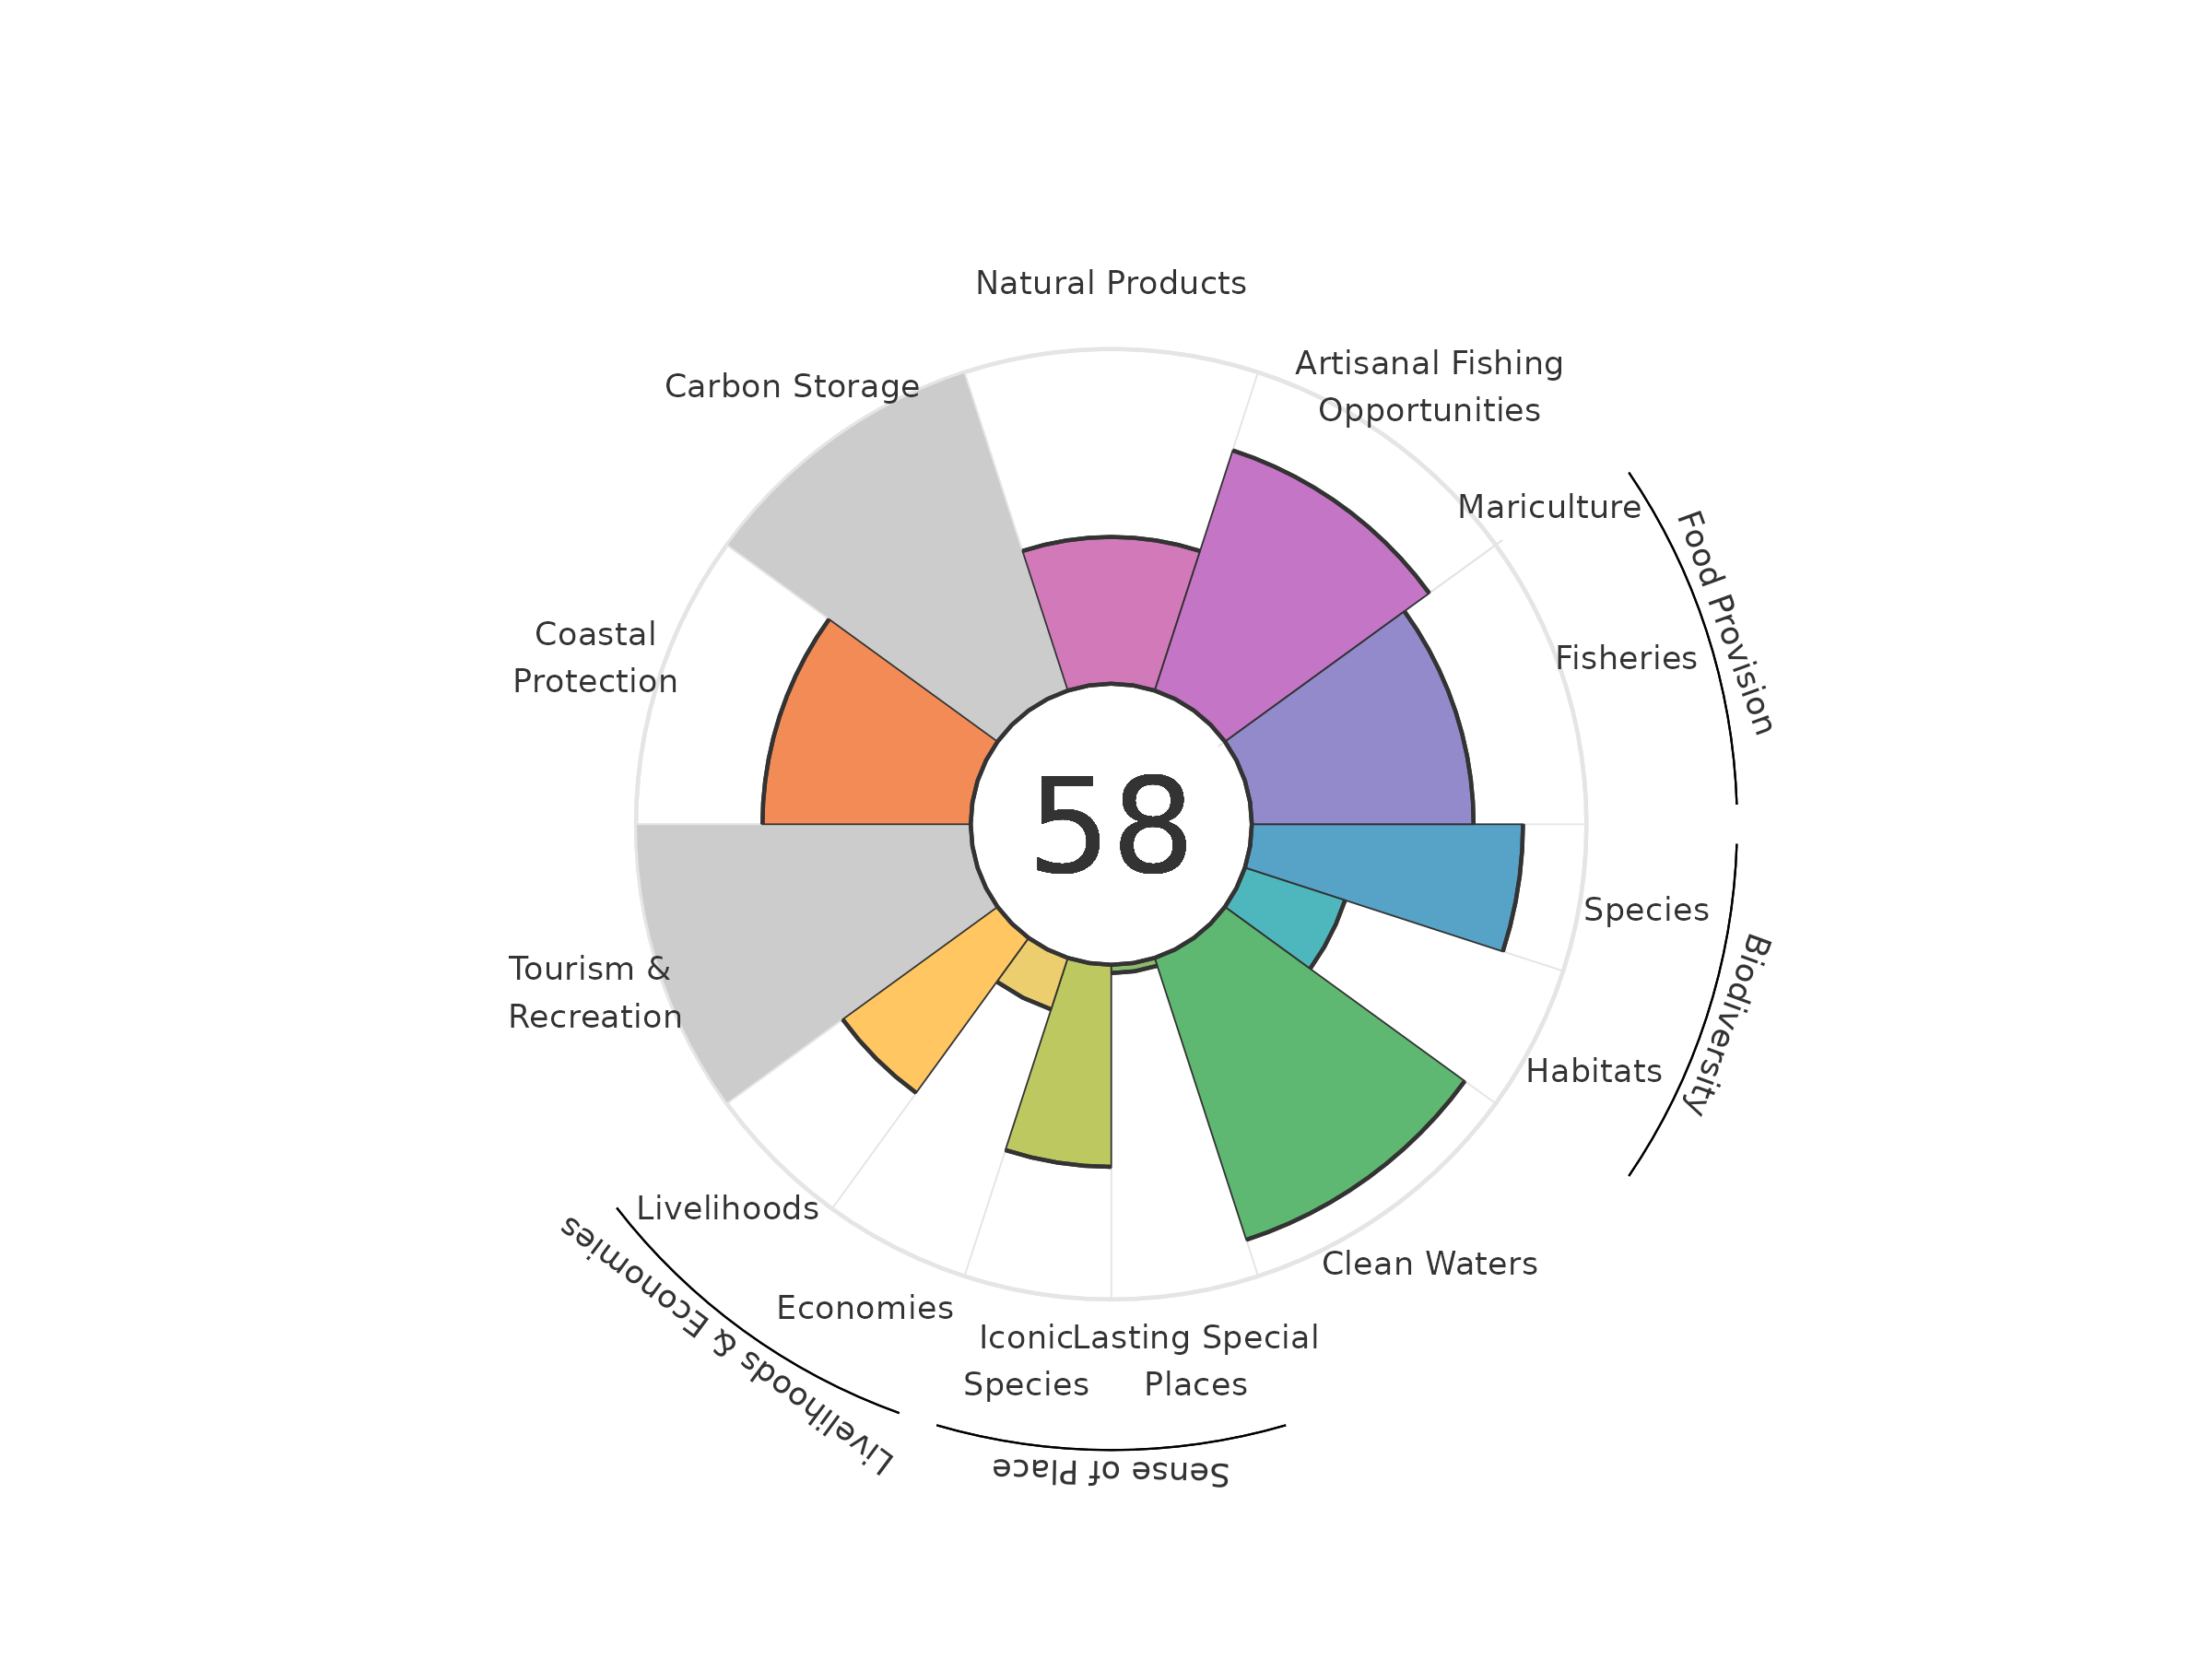 Natural Products
Artisanal Fishing
Opportunities
Carbon Storage
Mariculture
Food Provision
Fisheries
Coastal
Protection
58
Species
Biodiversity
Tourism &
Recreation
Habitats
Livelihoods
Clean Waters
Livelihoods & Economies
Economies
Iconic
Species
Lasting Special
Places
Sense of Place